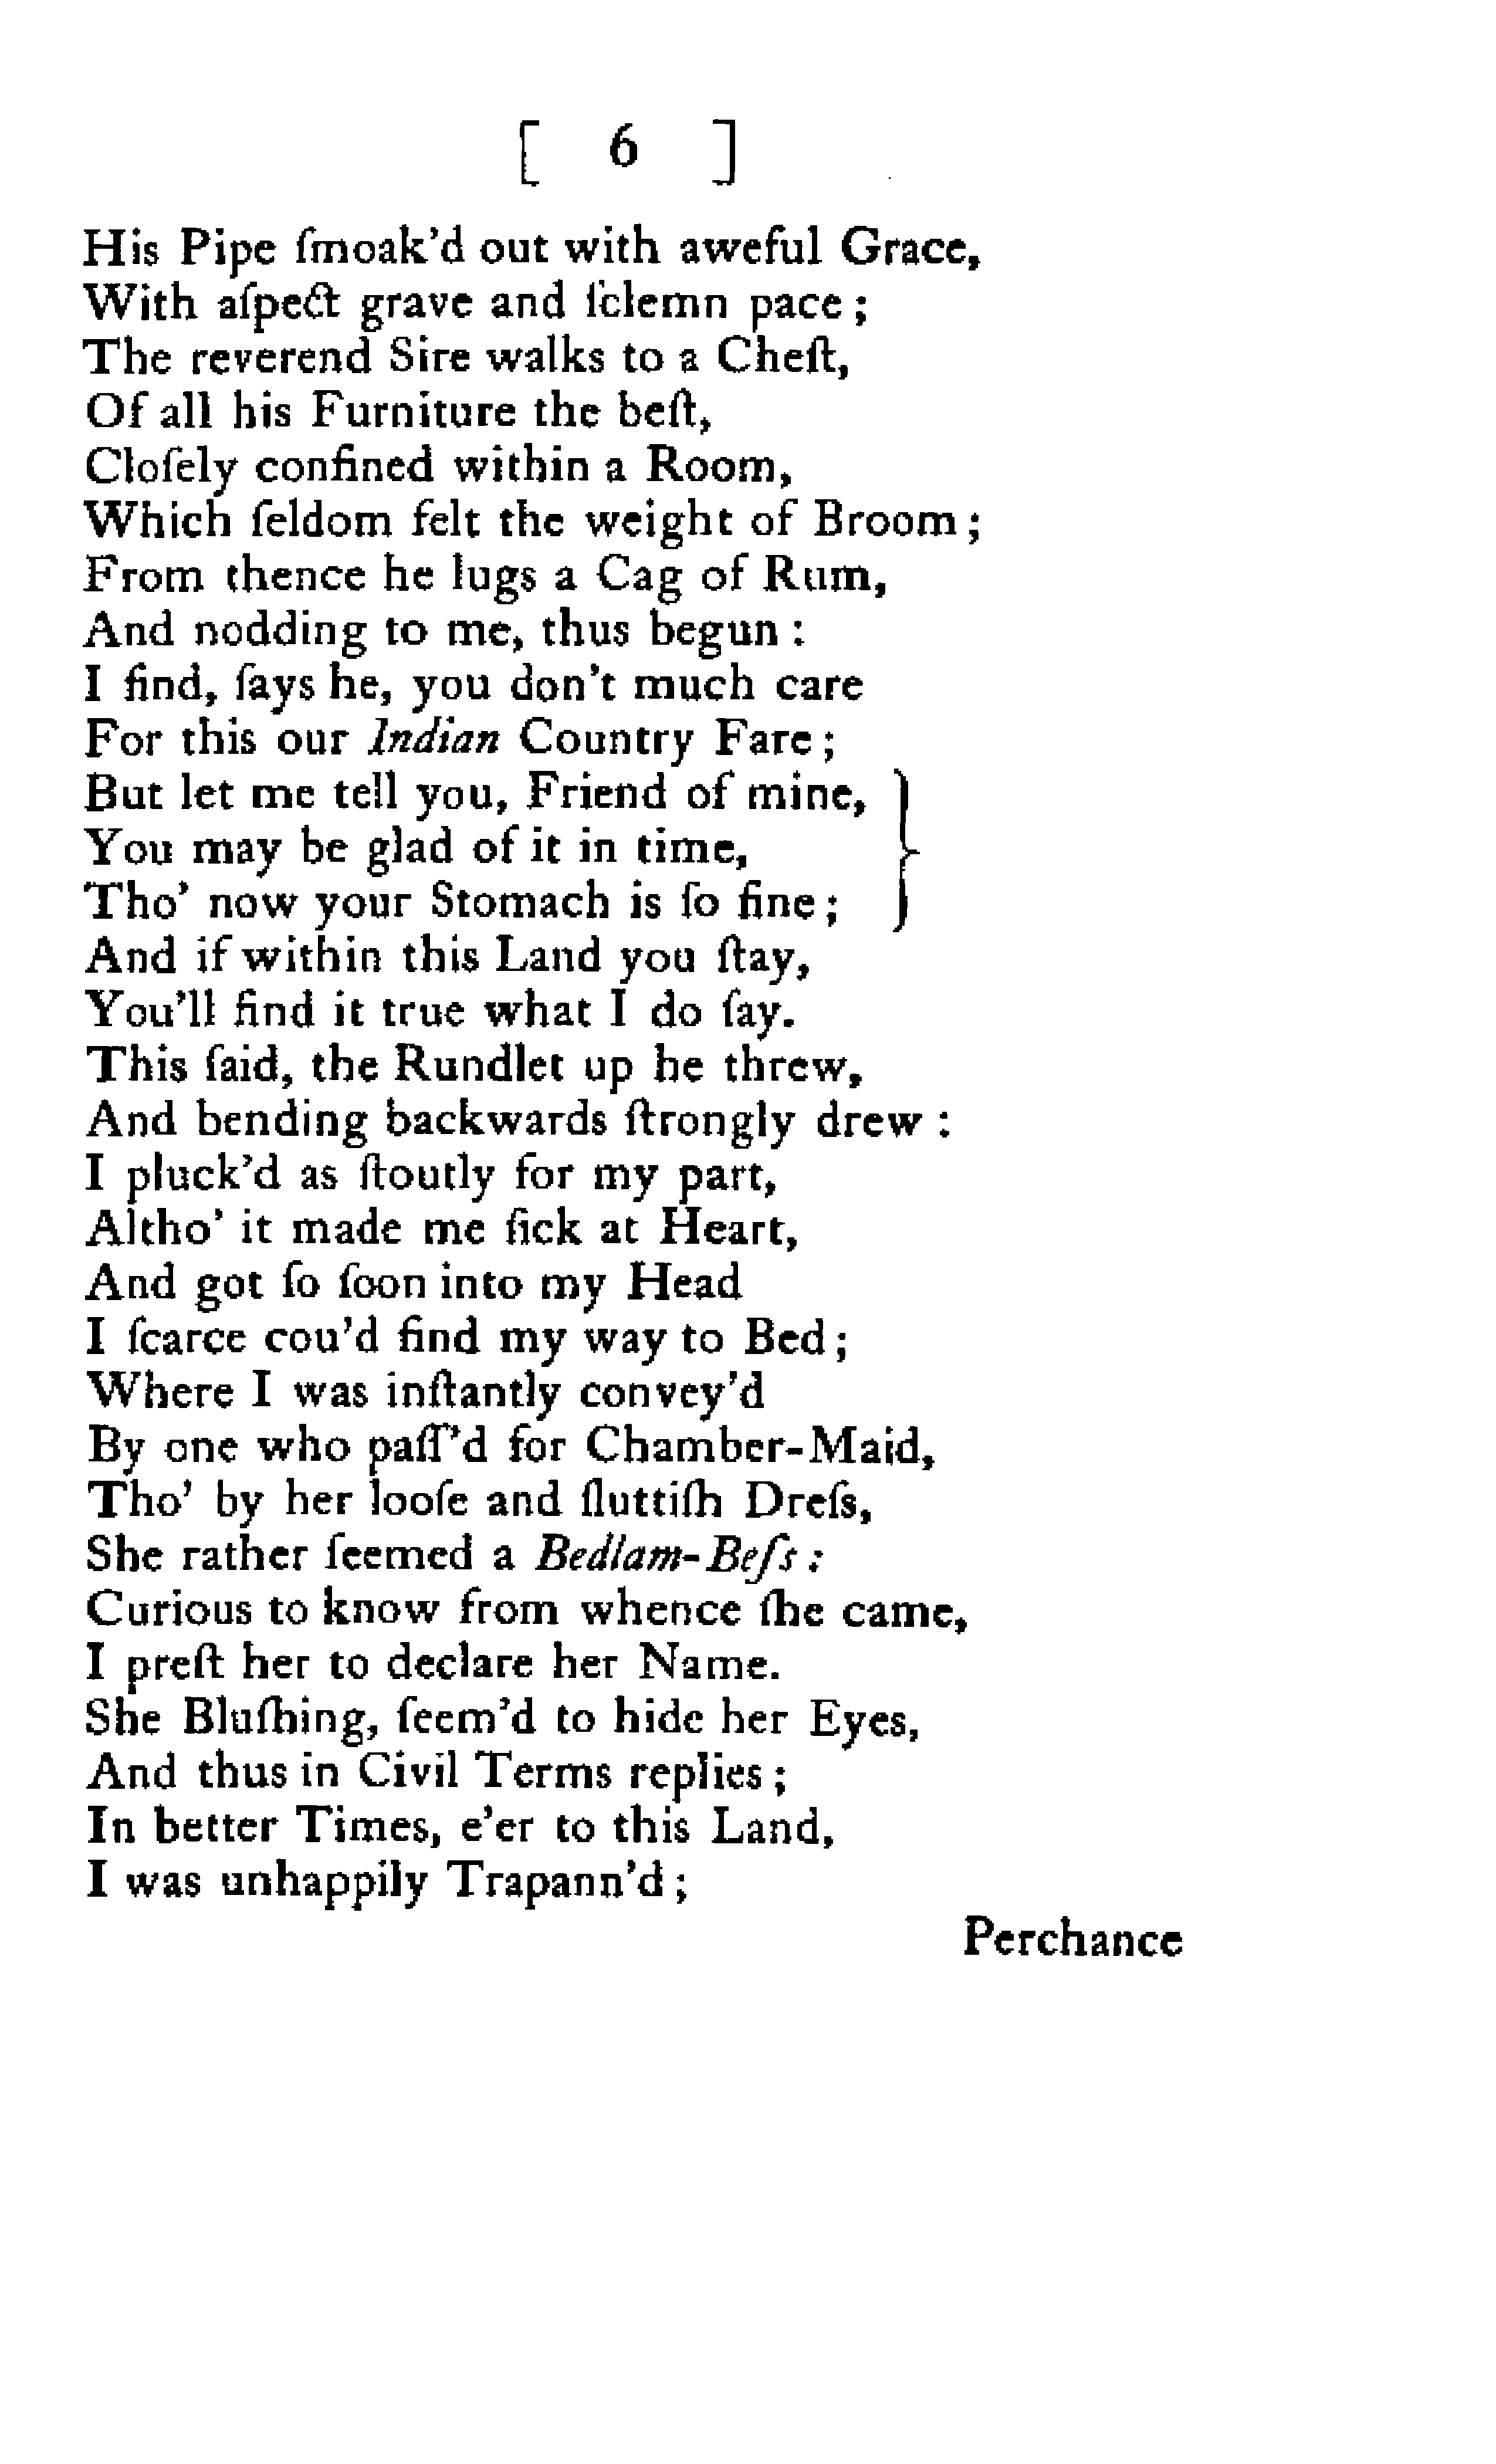 [ 6 ]
His Pipe ſmoak'd out with aweful Grace,
With aſpect grave and ſolemn pace ;
The reverend Sire walks to a Cheſt,
Of all his Furniture the beſt,
Cloſely confined within a Room,
Which ſeldom felt the weight of Broom ;
From thence he lugs a Cag of Rum,
And nodding to me, thus begun :
I find, ſays he, you don't much care
For this our Indian Country Fare ;
But let me tell you, Friend of mine,
You may be glad of it in time,
Tho' now your Stomach is ſo fine ;
And if within this Land you ſtay,
You'll find it true what I do ſay.
This ſaid, the Rundlet up he threw,
And bending backwards ſtrongly drew :
I pluck'd as ſtoutly for my part,
Altho' it made me ſick at Heart,
And got ſo ſoon into my Head
I ſcarce cou'd find my way to Bed ;
Where I was inſtantly convey'd
By one who paſſ'd for Chamber-Maid,
Tho' by her looſe and ſluttiſh Dreſs,
She rather ſeemed a Bedlam-Beſs :
Curious to know from whence ſhe came,
I preſt her to declare her Name.
She Bluſhing, ſeem'd to hide her Eyes,
And thus in Civil Terms replies ;
In better Times, e'er to this Land,
I was unhappily Trapann'd ;
Perchance